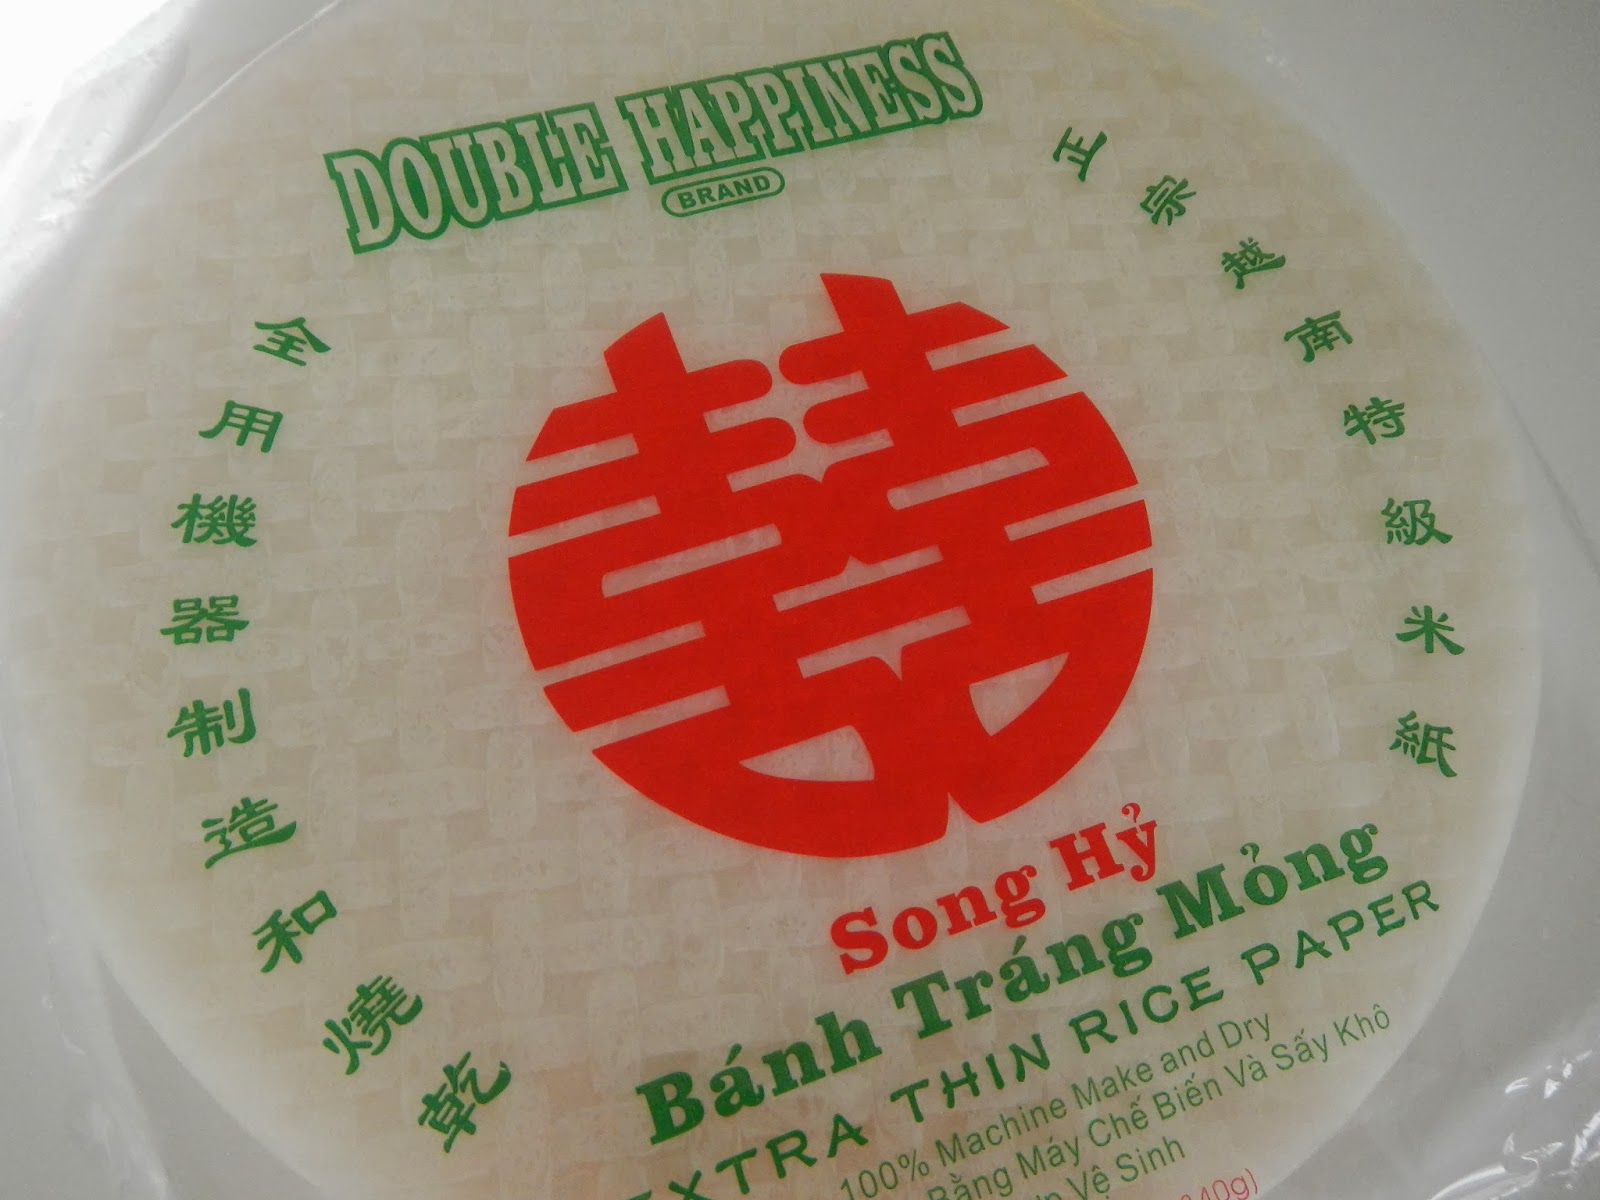 DOUBLE HAPPINESS
BRAND
正宗越南特級米紙
全用機器制造和燒乾
囍
Song Hỷ
Bánh Tráng Mỏng
EXTRA THIN RICE PAPER
100% Machine Make and Dry
Bằng Máy Chế Biến Và Sấy Khô
Vệ Sinh